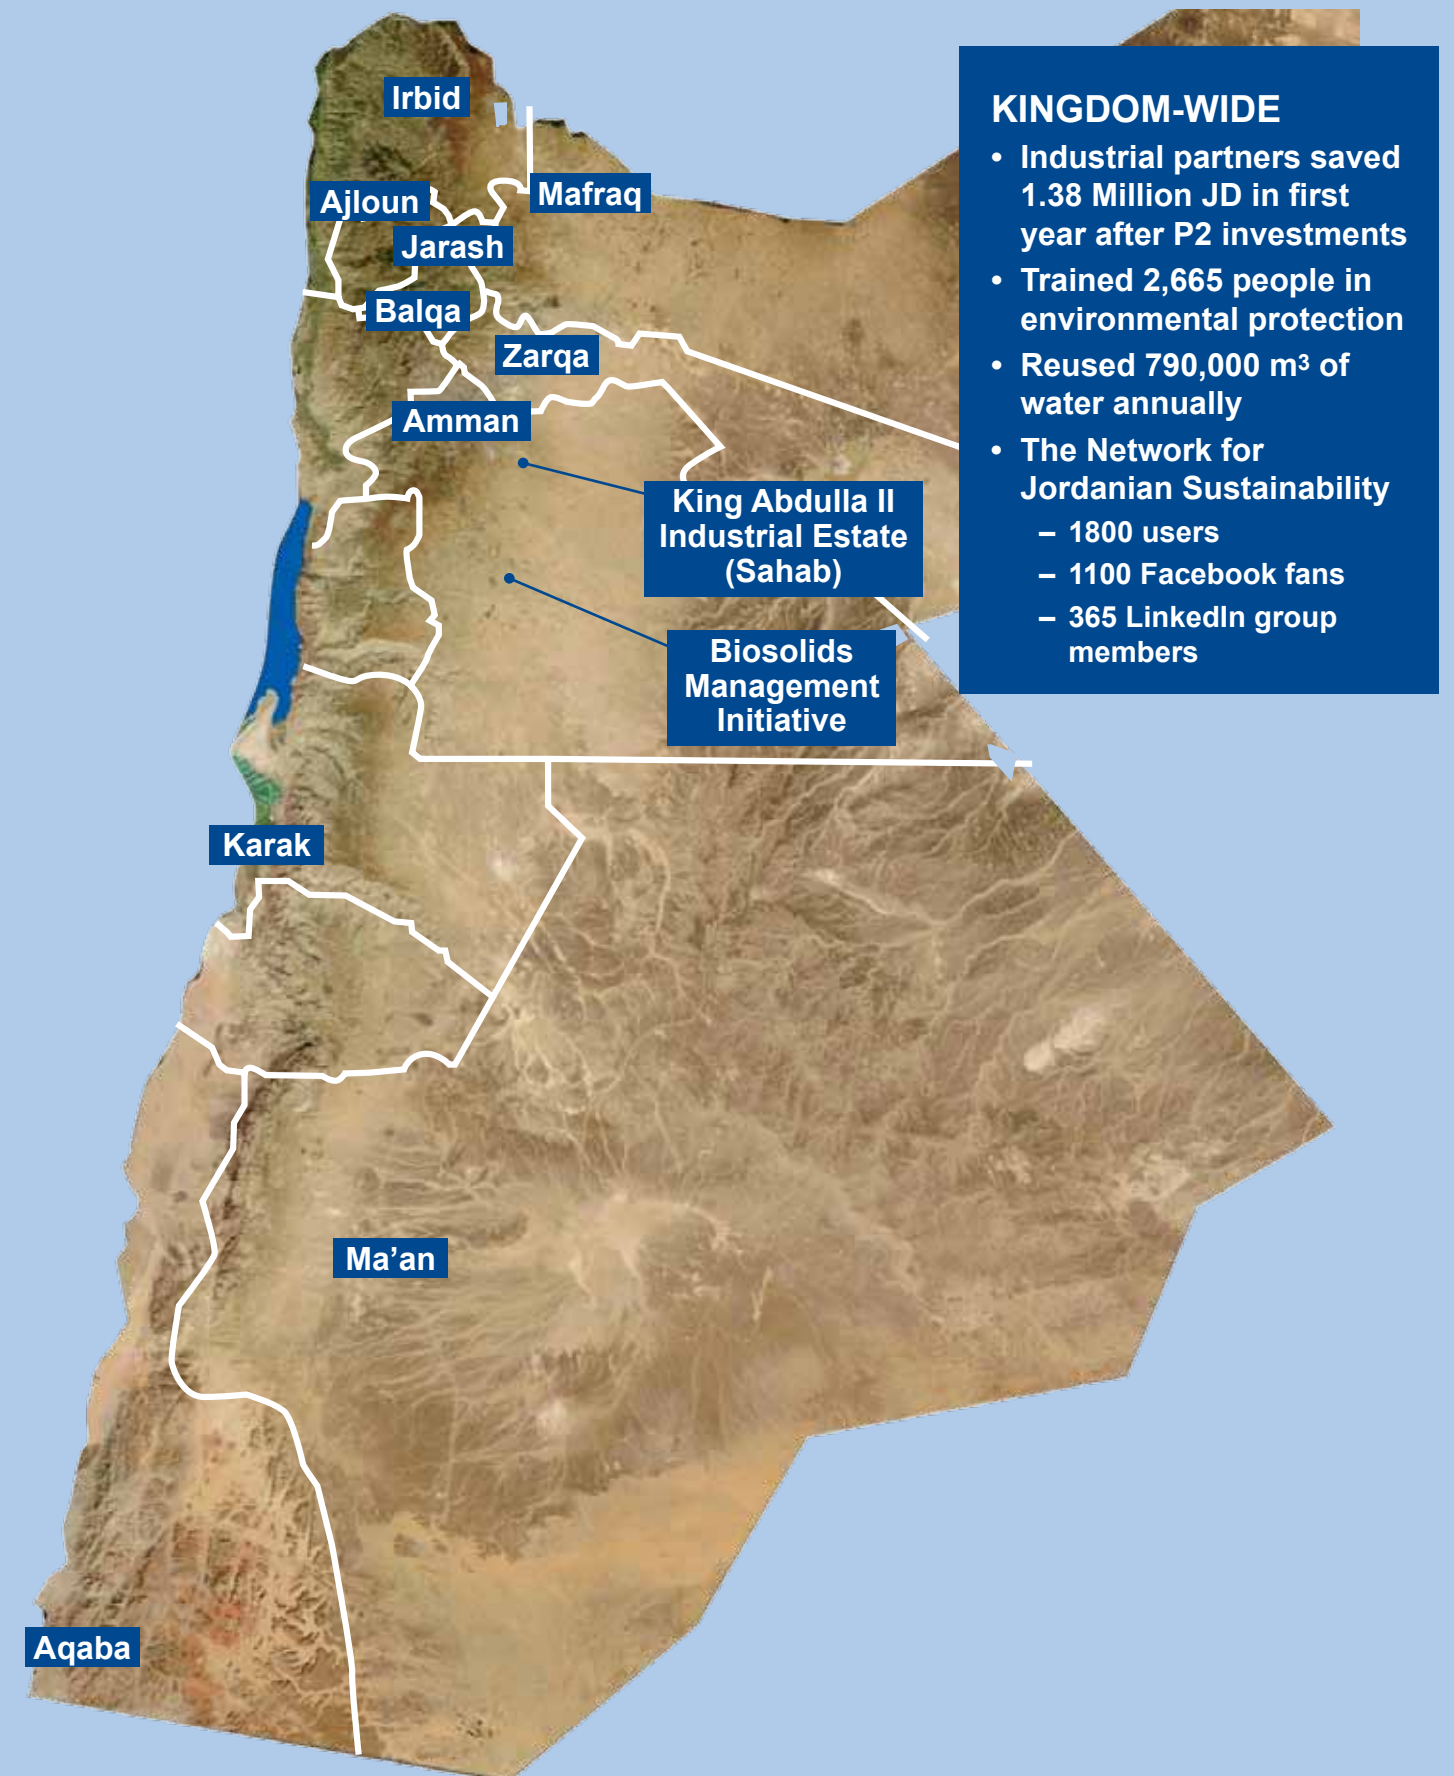 Irbid
Ajloun
Mafraq
Jarash
Balqa
Zarqa
Amman
King Abdulla II
Industrial Estate
(Sahab)
Biosolids
Management
Initiative
Karak
Ma’an
Aqaba
KINGDOM-WIDE
• Industrial partners saved
1.38 Million JD in first
year after P2 investments
• Trained 2,665 people in
environmental protection
• Reused 790,000 m³ of
water annually
• The Network for
Jordanian Sustainability
– 1800 users
– 1100 Facebook fans
– 365 LinkedIn group
members